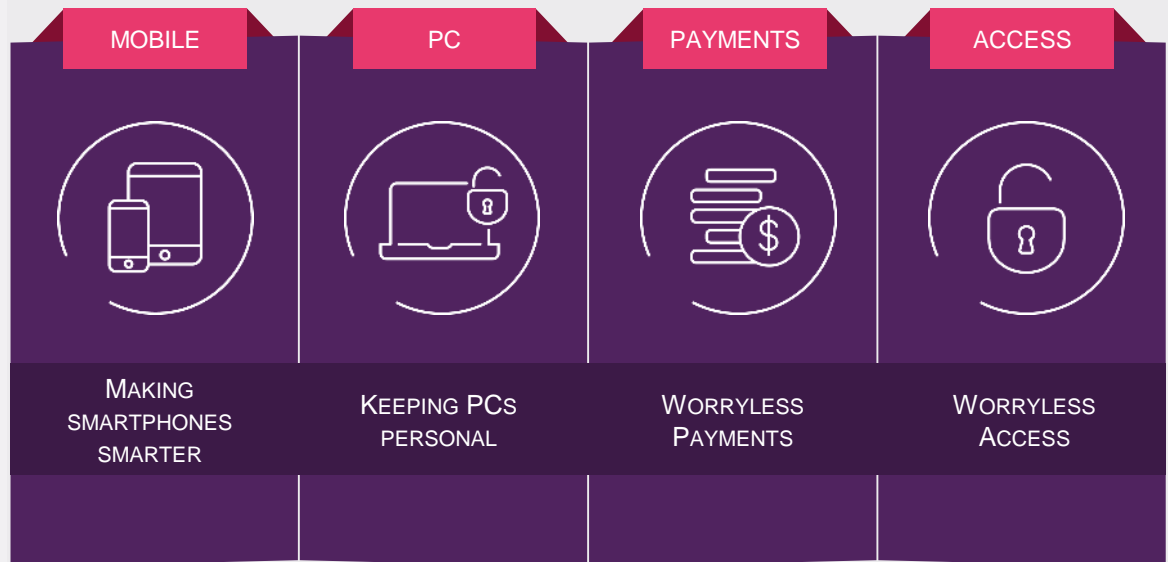 MOBILE
PC
PAYMENTS
ACCESS
$
MAKING
SMARTPHONES
SMARTER
KEEPING PCS
PERSONAL
WORRYLESS
PAYMENTS
WORRYLESS
ACCESS